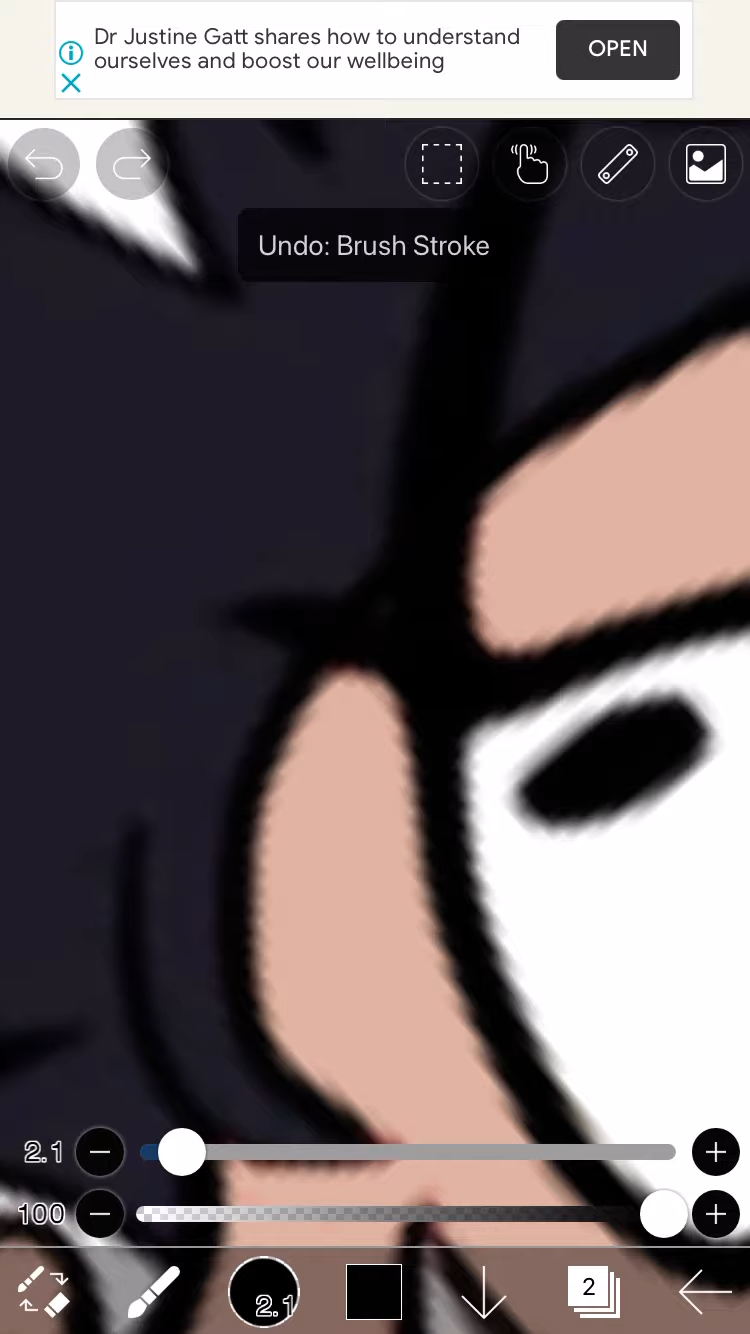 Dr Justine Gatt shares how to understand
ourselves and boost our wellbeing
OPEN
Undo: Brush Stroke
2.1
100
2.1
2